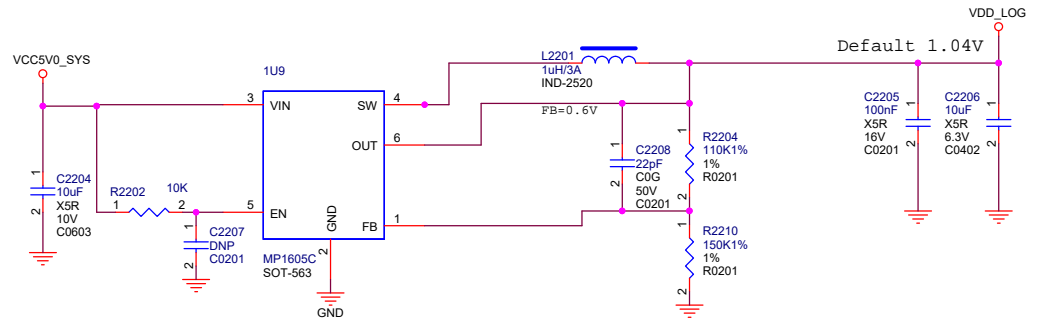 VDD_LOG
Default 1.04V
VCC5V0_SYS
L2201
1uH/3A
IND-2520
1U9
3 VIN
SW 4
FB=0.6V
OUT 6
5 EN
FB 1
GND
2
MP1605C
SOT-563
GND
1
2
C2204
10uF
X5R
10V
C0603
R2202 10K
1 2
1
2
C2207
DNP
C0201
1
2
C2208
22pF
C0G
50V
C0201
1
2
R2204
110K1%
1%
R0201
1
2
R2210
150K1%
1%
R0201
1
2
C2205
100nF
X5R
16V
C0201
1
2
C2206
10uF
X5R
6.3V
C0402